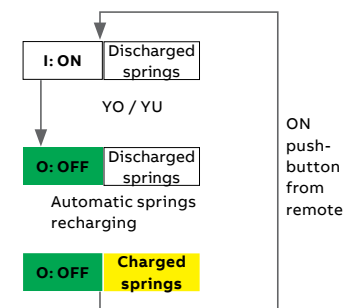 I: ON
Discharged
springs
YO / YU
O: OFF
Discharged
springs
Automatic springs
recharging
O: OFF
Charged
springs
ON
push-
button
from
remote